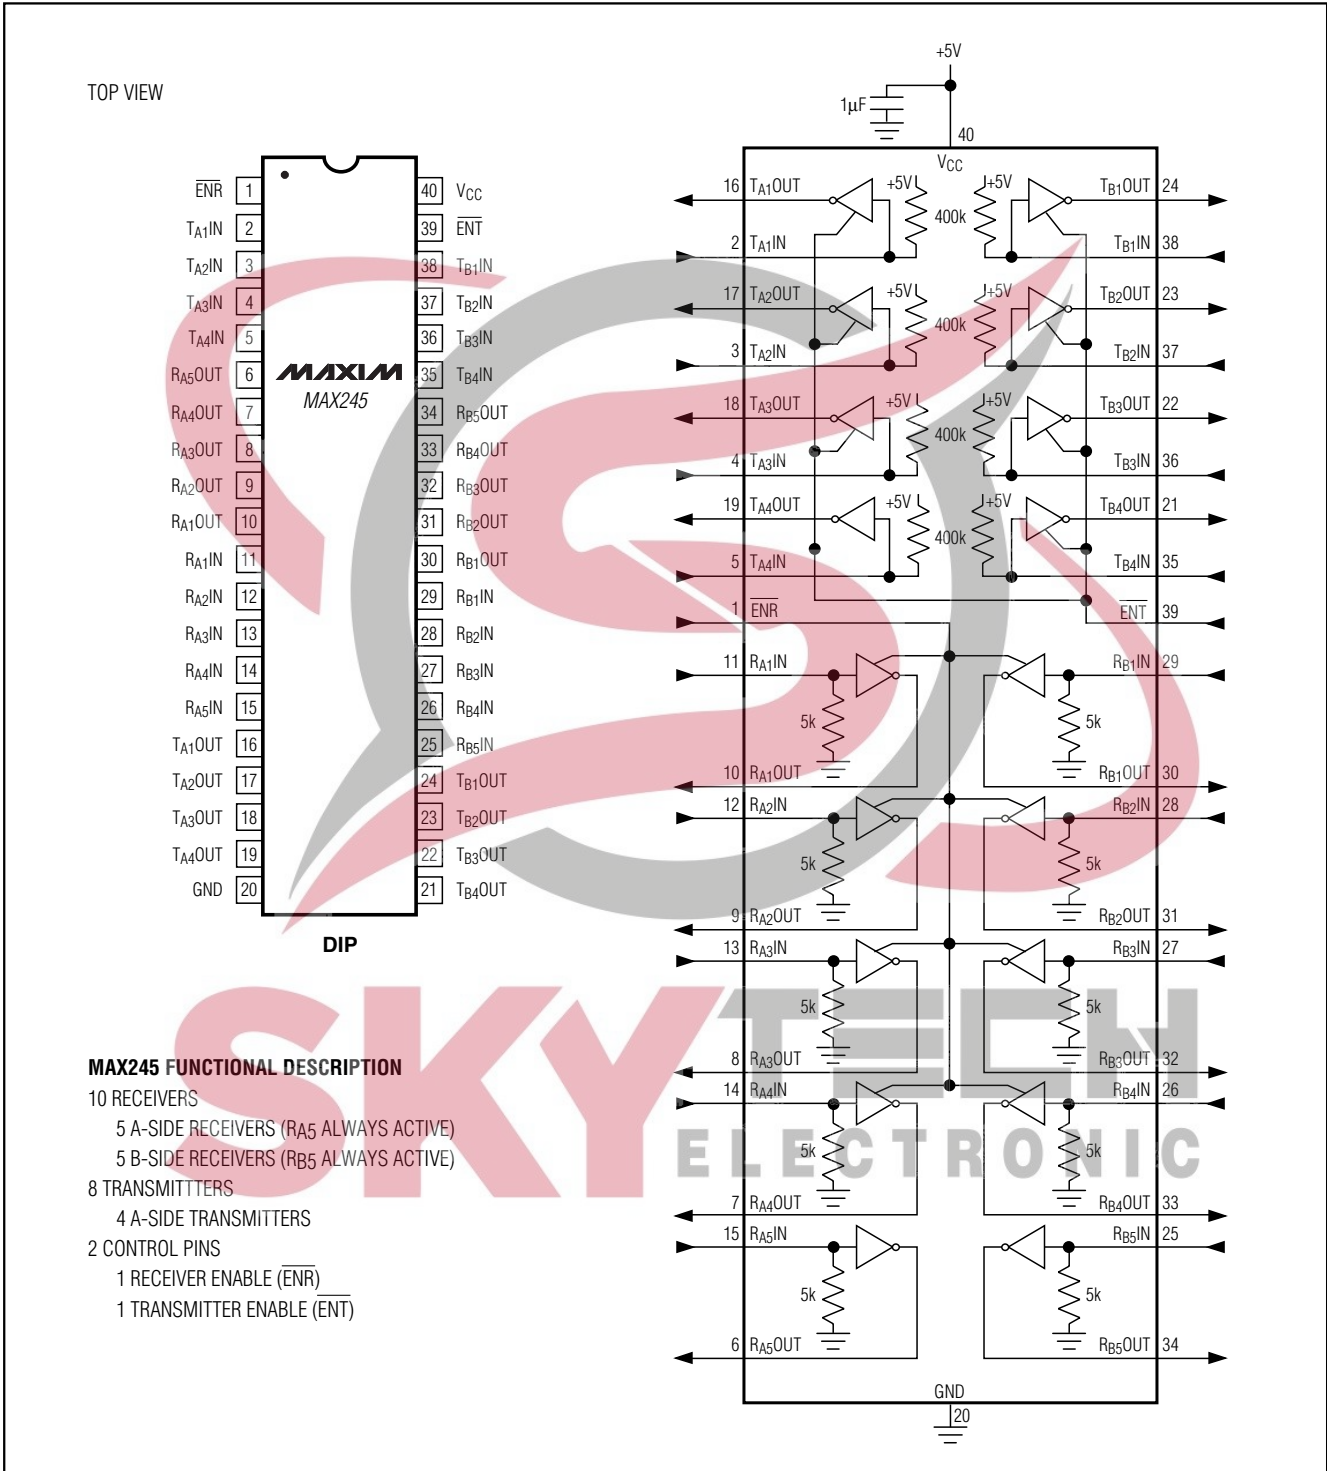 TOP VIEW
ENR 1
TA1IN 2
TA2IN 3
TA3IN 4
TA4IN 5
RA5OUT 6
RA4OUT 7
RA3OUT 8
RA2OUT 9
RA1OUT 10
RA1IN 11
RA2IN 12
RA3IN 13
RA4IN 14
RA5IN 15
TA1OUT 16
TA2OUT 17
TA3OUT 18
TA4OUT 19
GND 20
MAXIM
MAX245
40 VCC
39 ENT
38 TB1IN
37 TB2IN
36 TB3IN
35 TB4IN
34 RB5OUT
33 RB4OUT
32 RB3OUT
31 RB2OUT
30 RB1OUT
29 RB1IN
28 RB2IN
27 RB3IN
26 RB4IN
25 RB5IN
24 TB1OUT
23 TB2OUT
22 TB3OUT
21 TB4OUT
DIP
MAX245 FUNCTIONAL DESCRIPTION
10 RECEIVERS
5 A-SIDE RECEIVERS (RA5 ALWAYS ACTIVE)
5 B-SIDE RECEIVERS (RB5 ALWAYS ACTIVE)
8 TRANSMITTTERS
4 A-SIDE TRANSMITTERS
2 CONTROL PINS
1 RECEIVER ENABLE (ENR)
1 TRANSMITTER ENABLE (ENT)
+5V
1μF
40
VCC
16 TA1OUT +5V +5V TB1OUT 24
400k
2 TA1IN TB1IN 38
17 TA2OUT +5V +5V TB2OUT 23
400k
3 TA2IN TB2IN 37
18 TA3OUT +5V +5V TB3OUT 22
400k
4 TA3IN TB3IN 36
19 TA4OUT +5V +5V TB4OUT 21
400k
5 TA4IN TB4IN 35
1 ENR ENT 39
11 RA1IN RB1IN 29
5k 5k
10 RA1OUT RB1OUT 30
12 RA2IN RB2IN 28
5k 5k
9 RA2OUT RB2OUT 31
13 RA3IN RB3IN 27
5k 5k
8 RA3OUT RB3OUT 32
14 RA4IN RB4IN 26
5k 5k
7 RA4OUT RB4OUT 33
15 RA5IN RB5IN 25
5k 5k
6 RA5OUT RB5OUT 34
GND
20
SKYTECH
ELECTRONIC